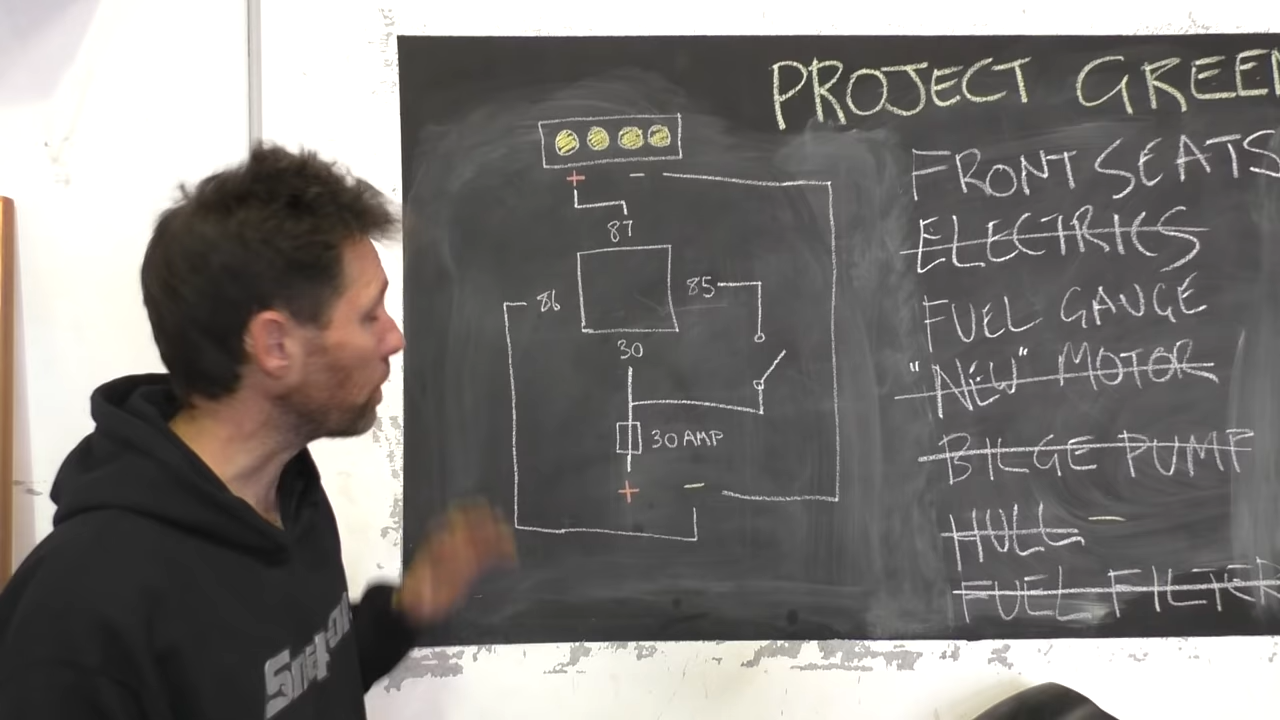 PROJECT GREEN
FRONT SEATS
ELECTRICS
FUEL GAUGE
"NEW" MOTOR
BILGE PUMP
HULL -
FUEL FILTER
+ -
87
86
85
30
30 AMP
+ -
Snap-on